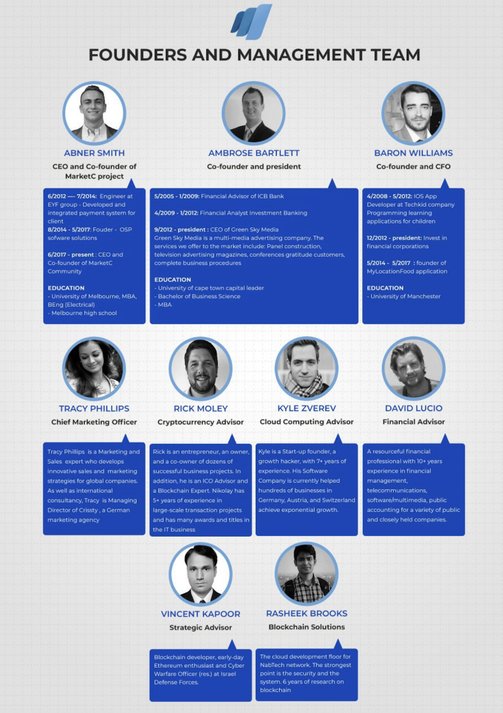 FOUNDERS AND MANAGEMENT TEAM
ABNER SMITH
CEO and Co-founder of
MarketC project
6/2012 — 7/2014: Engineer at
EYF group - Developed and
integrated payment system for
client
8/2014 - 5/2017: Fouder - OSP
sofware solutions
6/2017 - present : CEO and
Co-founder of MarketC
Community
EDUCATION
- University of Melbourne, MBA,
BEng (Electrical)
- Melbourne high school
AMBROSE BARTLETT
Co-founder and president
5/2005 - 1/2009: Financial Advisor of ICB Bank
4/2009 - 1/2012: Financial Analyst Investment Banking
9/2012 - president : CEO of Green Sky Media
Green Sky Media is a multi-media advertising company. The
services we offer to the market include: Panel construction,
television advertising magazines, conferences gratitude customers,
complete business procedures
EDUCATION
- University of cape town capital leader
- Bachelor of Business Science
- MBA
BARON WILLIAMS
Co-founder and CFO
4/2008 - 5/2012: IOS App
Developer at Techkid company
Programming learning
applications for children
12/2012 - president: Invest in
financial corporations
5/2014 - 5/2017 : founder of
MyLocationFood application
EDUCATION
- University of Manchester
TRACY PHILLIPS
Chief Marketing Officer
Tracy Phillips is a Marketing and
Sales expert who develops
innovative sales and marketing
strategies for global companies.
As well as international
consultancy, Tracy is Managing
Director of Crissty , a German
marketing agency
RICK MOLEY
Cryptocurrency Advisor
Rick is an entrepreneur, an owner,
and a co-owner of dozens of
successful business projects. In
addition, he is an ICO Advisor and
a Blockchain Expert. Nikolay has
5+ years of experience in
large-scale transaction projects
and has many awards and titles in
the IT business
KYLE ZVEREV
Cloud Computing Advisor
Kyle is a Start-up founder, a
growth hacker, with 7+ years of
experience. His Software
Company is currently helped
hundreds of businesses in
Germany, Austria, and Switzerland
achieve exponential growth.
DAVID LUCIO
Financial Advisor
A resourceful financial
professional with 10+ years
experience in financial
management,
telecommunications,
software/multimedia, public
accounting for a variety of public
and closely held companies.
VINCENT KAPOOR
Strategic Advisor
Blockchain developer, early-day
Ethereum enthusiast and Cyber
Warfare Officer (res.) at Israel
Defense Forces.
RASHEEK BROOKS
Blockchain Solutions
The cloud development floor for
NabTech network. The strongest
point is the security and the
system. 6 years of research on
blockchain